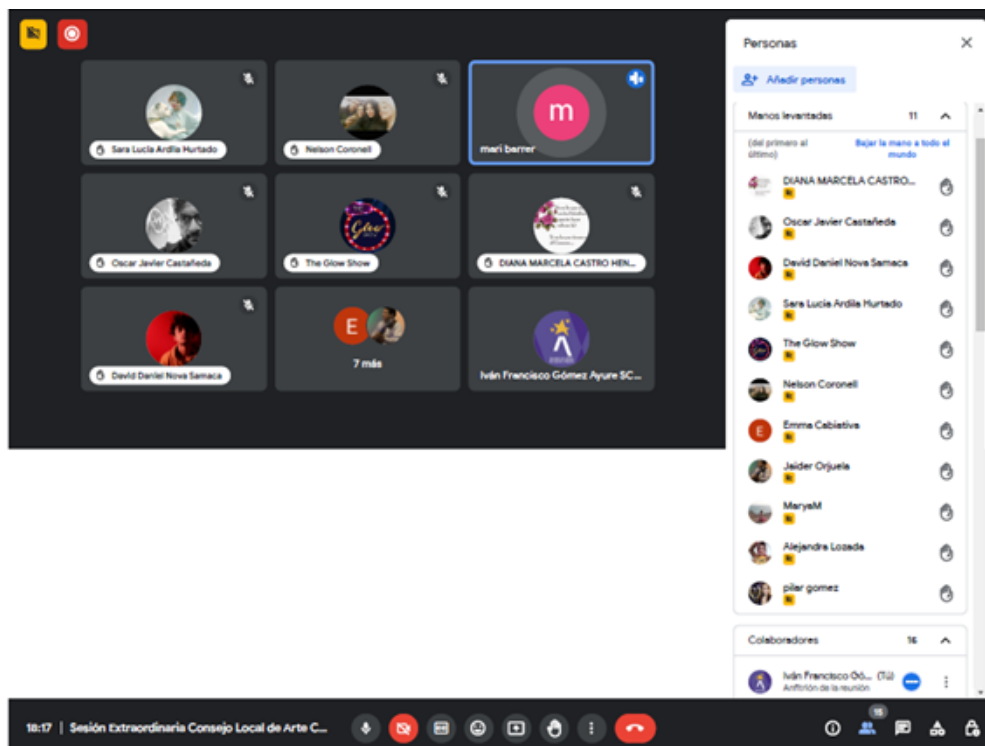 Sara Lucía Ardila Hurtado
Nelson Coronell
m
mari barrer
Oscar Javier Castañeda
Glow
The Glow Show
DIANA MARCELA CASTRO HEN...
David Daniel Nova Samaca
E
7 más
Iván Francisco Gómez Ayure SC...
Personas
Añadir personas
Manos levantadas 11
(del primero al último)
Bajar la mano a todo el mundo
DIANA MARCELA CASTRO...
Oscar Javier Castañeda
David Daniel Nova Samaca
Sara Lucía Ardila Hurtado
The Glow Show
Nelson Coronell
E
Emma Cabiativa
Jaider Orjuela
MaryaM
Alejandra Lozada
pilar gomez
Colaboradores 16
Iván Francisco Gó... (Tú)
Anfitrión de la reunión
18:17 | Sesión Extraordinaria Consejo Local de Arte C...